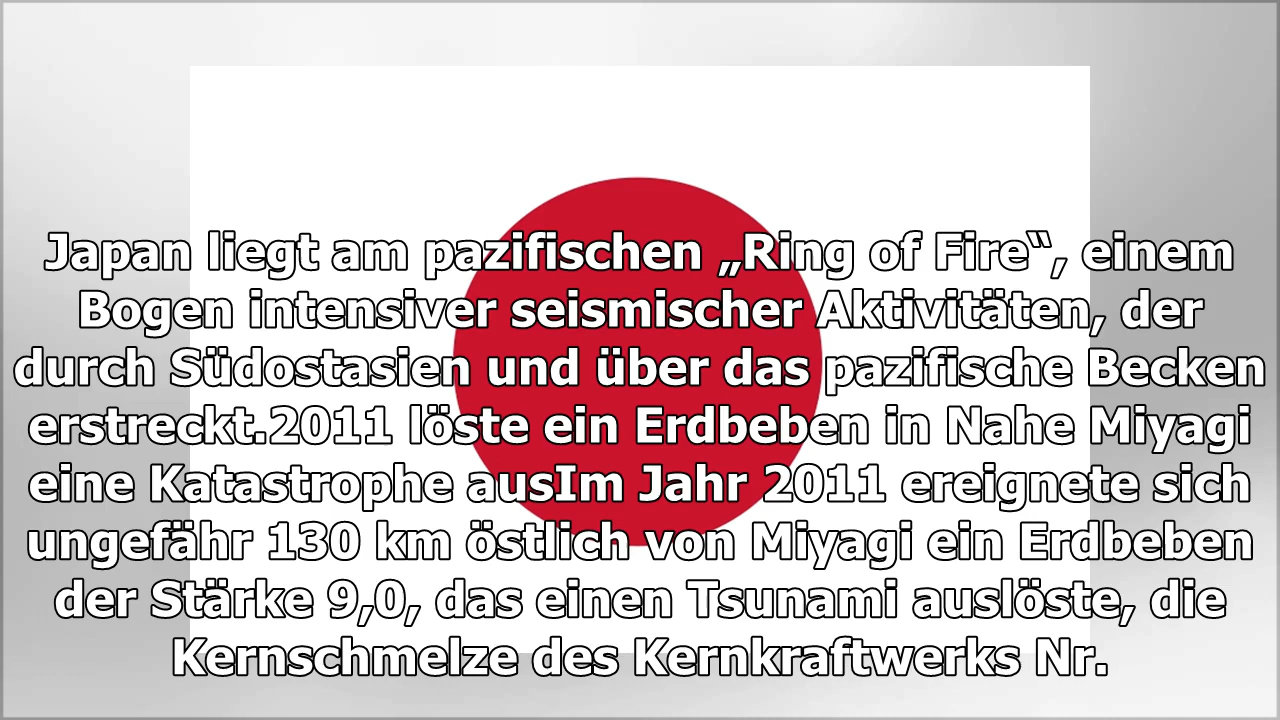 Japan liegt am pazifischen „Ring of Fire“, einem
Bogen intensiver seismischer Aktivitäten, der
durch Südostasien und über das pazifische Becken
erstreckt.2011 löste ein Erdbeben in Nahe Miyagi
eine Katastrophe ausIm Jahr 2011 ereignete sich
ungefähr 130 km östlich von Miyagi ein Erdbeben
der Stärke 9,0, das einen Tsunami auslöste, die
Kernschmelze des Kernkraftwerks Nr.